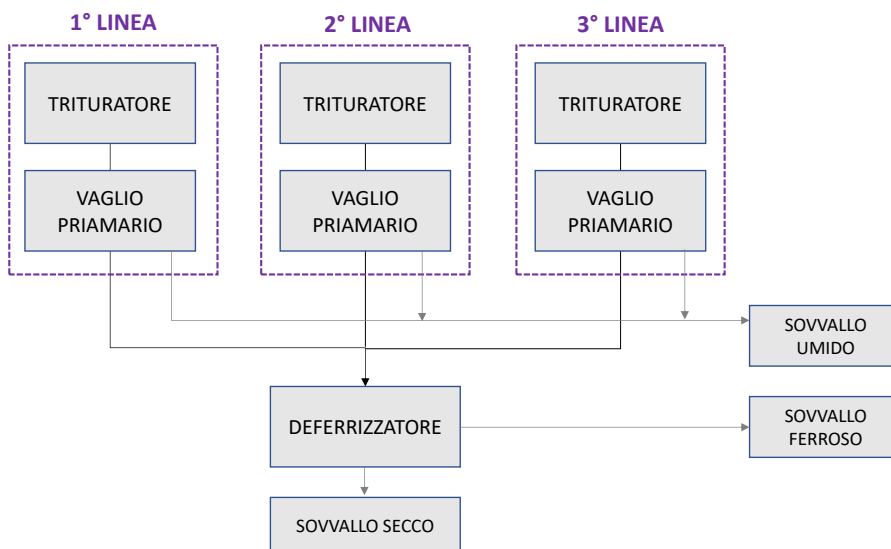 1° LINEA
2° LINEA
3° LINEA
TRITURATORE
TRITURATORE
TRITURATORE
VAGLIO
PRIAMARIO
VAGLIO
PRIAMARIO
VAGLIO
PRIAMARIO
SOVVALLO
UMIDO
DEFERRIZZATORE
SOVVALLO
FERROSO
SOVVALLO SECCO